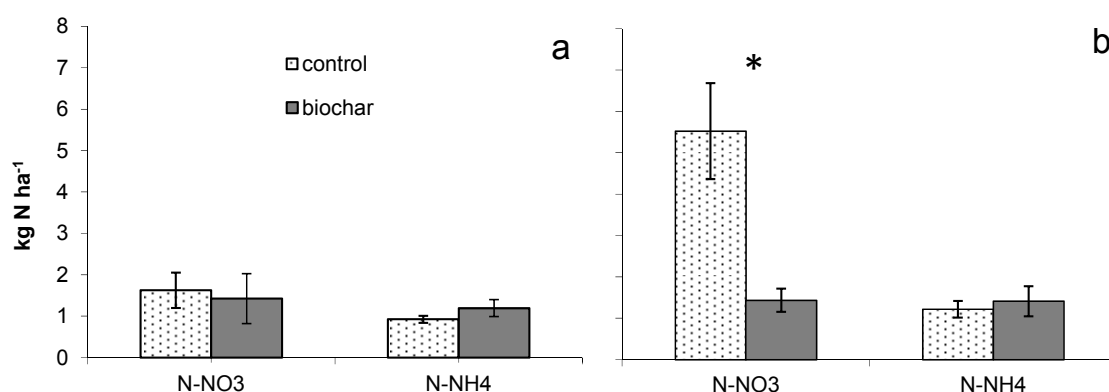 8
7
6
5
4
3
2
1
0
kg N ha⁻¹
control
biochar
a
N-NO3
N-NH4
b
*
N-NO3
N-NH4